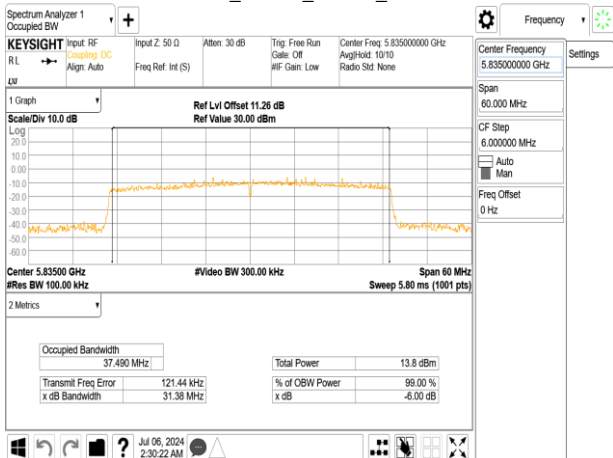 Spectrum Analyzer 1
Occupied BW
Frequency
KEYSIGHT
RL
Input: RF
Coupling: DC
Align: Auto
Input Z: 50 Ω
Freq Ref: Int (S)
Atten: 30 dB
Trig: Free Run
Gate: Off
#IF Gain: Low
Center Freq: 5.835000000 GHz
Avg|Hold: 10/10
Radio Std: None
Center Frequency
5.835000000 GHz
Settings
Span
60.000 MHz
CF Step
6.000000 MHz
Auto
Man
Freq Offset
0 Hz
1 Graph
Scale/Div 10.0 dB
Ref Lvl Offset 11.26 dB
Ref Value 30.00 dBm
Log
20.0
10.0
0.00
-10.0
-20.0
-30.0
-40.0
-50.0
-60.0
Center 5.83500 GHz
#Video BW 300.00 kHz
Span 60 MHz
#Res BW 100.00 kHz
Sweep 5.80 ms (1001 pts)
2 Metrics
Occupied Bandwidth
37.490 MHz
Total Power 13.8 dBm
Transmit Freq Error 121.44 kHz
% of OBW Power 99.00 %
x dB Bandwidth 31.38 MHz
x dB -6.00 dB
?
Jul 06, 2024
2:30:22 AM